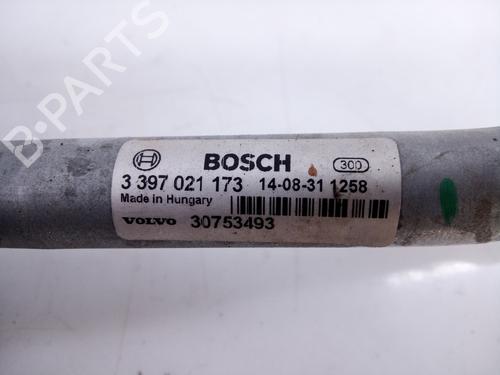 B-PARTS
BOSCH 300
3 397 021 173 14-08-31 1258
Made in Hungary
VOLVO 30753493